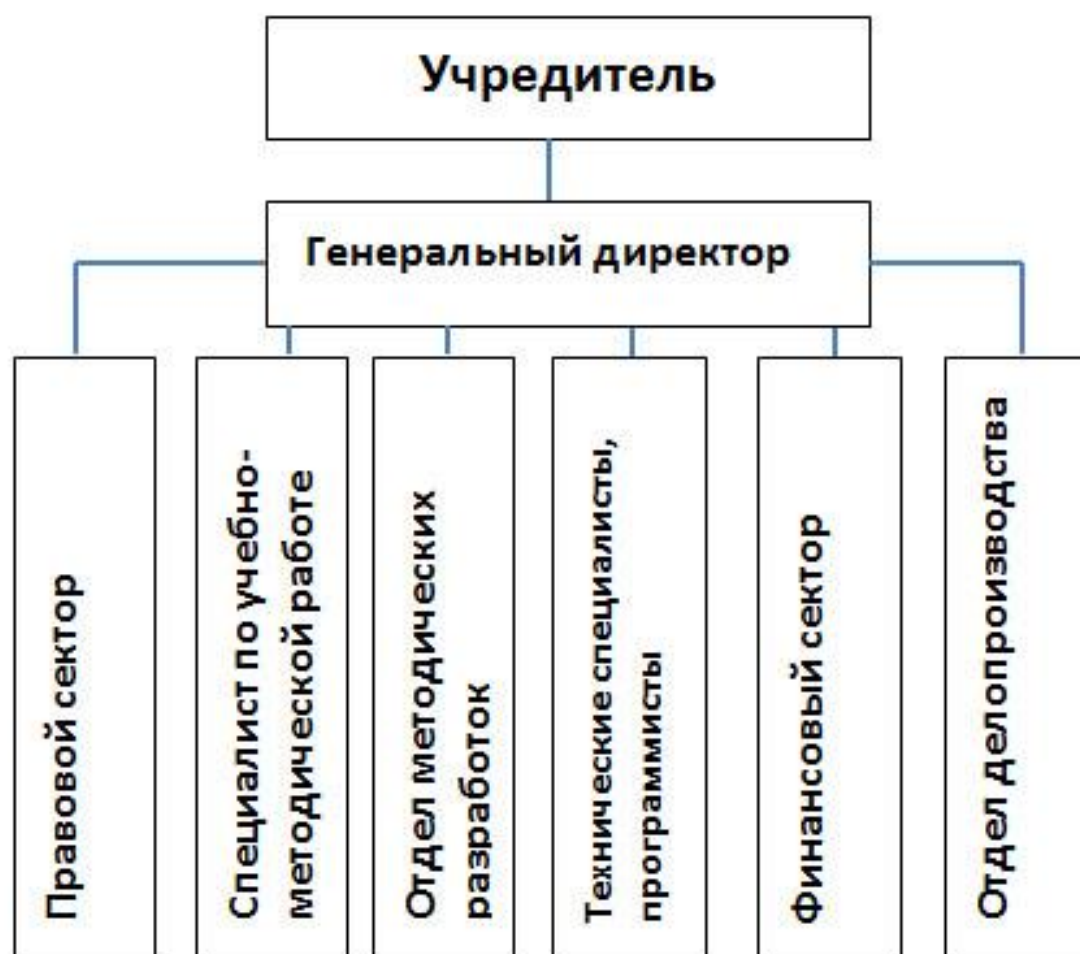 Учредитель
Генеральный директор
Правовой сектор
Специалист по учебно-
методической работе
Отдел методических
разработок
Технические специалисты,
программисты
Финансовый сектор
Отдел делопроизводства